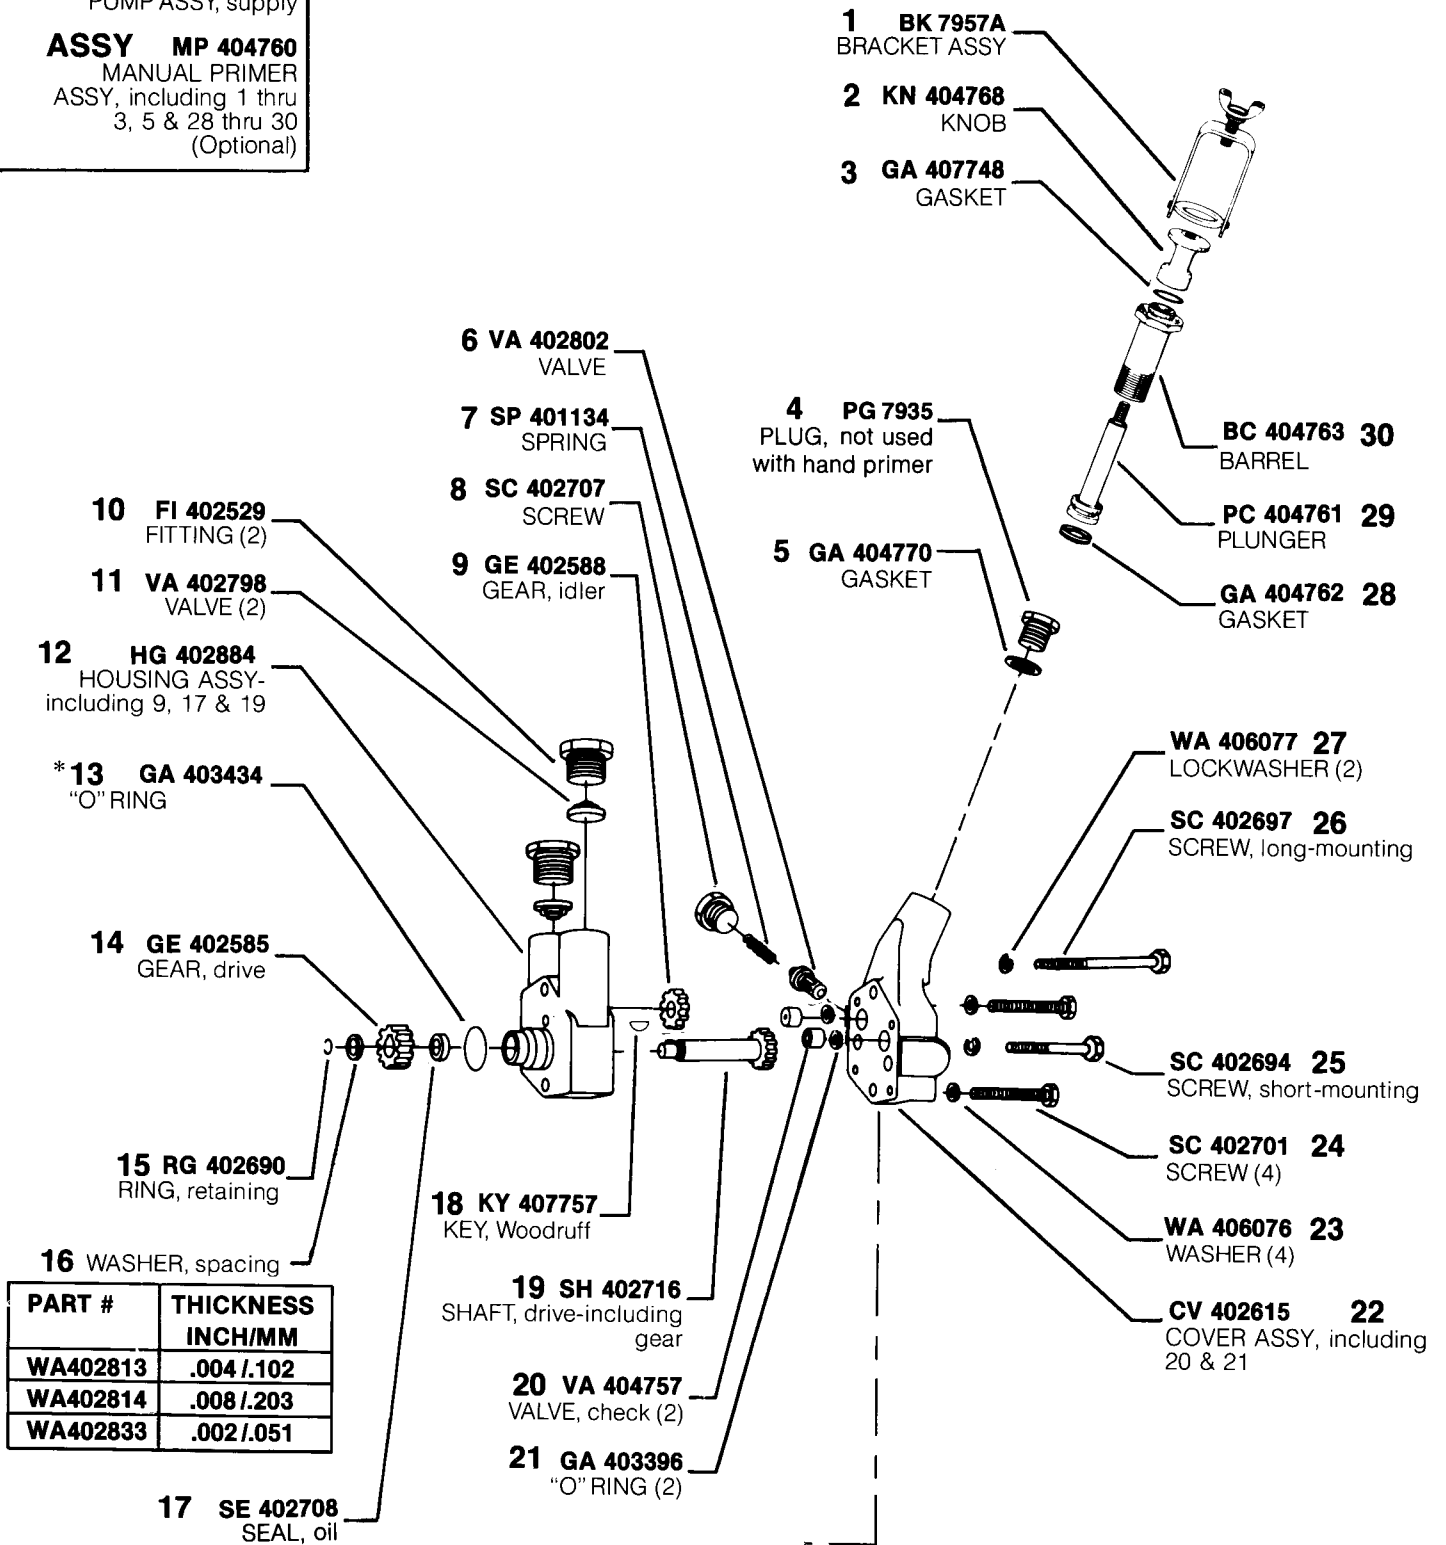 PUMP ASSY, supply
ASSY MP 404760
MANUAL PRIMER
ASSY, including 1 thru
3, 5 & 28 thru 30
(Optional)
1 BK 7957A
BRACKET ASSY
2 KN 404768
KNOB
3 GA 407748
GASKET
6 VA 402802
VALVE
7 SP 401134
SPRING
8 SC 402707
SCREW
9 GE 402588
GEAR, idler
4 PG 7935
PLUG, not used
with hand primer
5 GA 404770
GASKET
BC 404763 30
BARREL
PC 404761 29
PLUNGER
GA 404762 28
GASKET
10 FI 402529
FITTING (2)
11 VA 402798
VALVE (2)
12 HG 402884
HOUSING ASSY-
including 9, 17 & 19
*13 GA 403434
“O” RING
14 GE 402585
GEAR, drive
WA 406077 27
LOCKWASHER (2)
SC 402697 26
SCREW, long-mounting
SC 402694 25
SCREW, short-mounting
SC 402701 24
SCREW (4)
WA 406076 23
WASHER (4)
CV 402615 22
COVER ASSY, including
20 & 21
15 RG 402690
RING, retaining
16 WASHER, spacing
PART # THICKNESS
INCH/MM
WA402813 .004/.102
WA402814 .008/.203
WA402833 .002/.051
17 SE 402708
SEAL, oil
18 KY 407757
KEY, Woodruff
19 SH 402716
SHAFT, drive-including
gear
20 VA 404757
VALVE, check (2)
21 GA 403396
“O” RING (2)